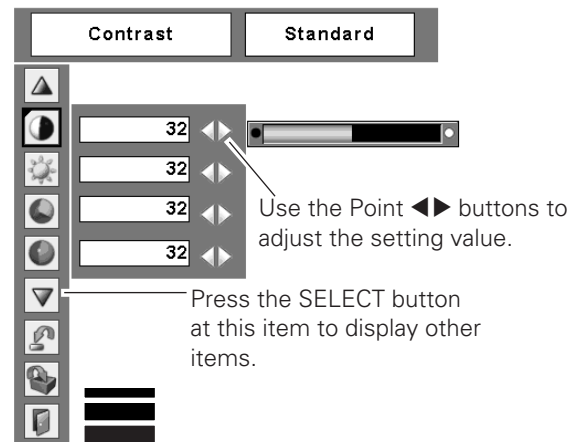 Contrast Standard
32
32
32
32
Use the Point ◀▶ buttons to
adjust the setting value.
Press the SELECT button
at this item to display other
items.